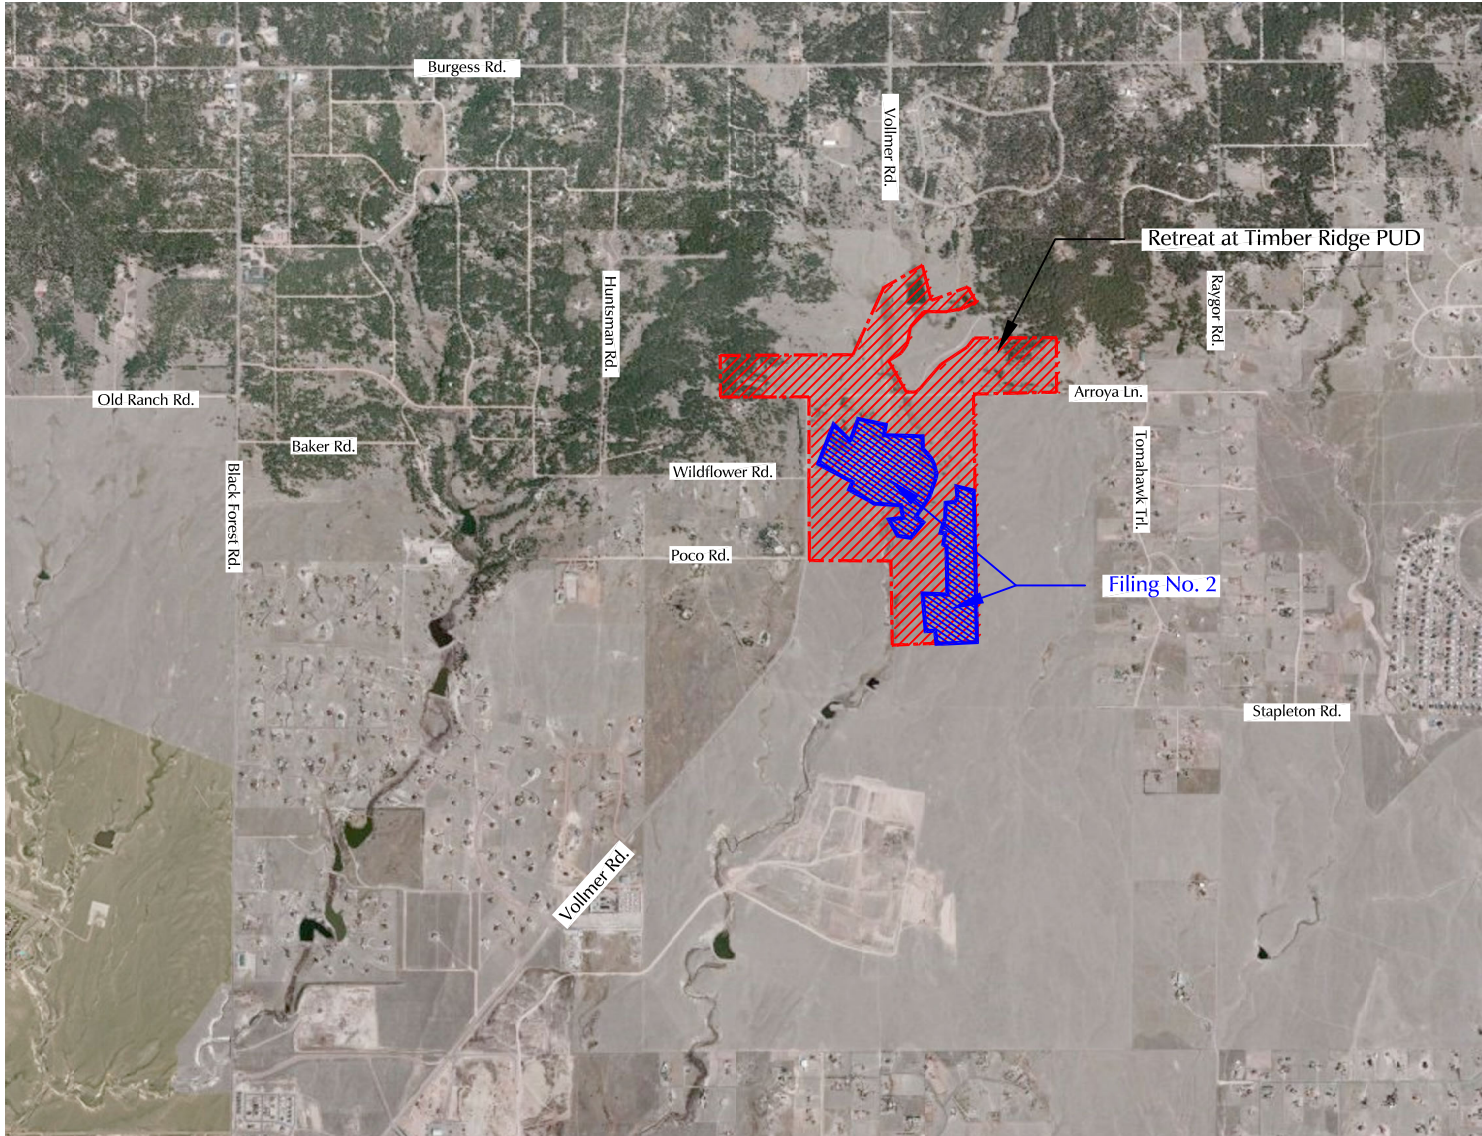 Burgess Rd.
Vollmer Rd.
Retreat at Timber Ridge PUD
Huntsman Rd.
Raygor Rd.
Old Ranch Rd.
Arroya Ln.
Baker Rd.
Tomahawk Trl.
Black Forest Rd.
Wildflower Rd.
Poco Rd.
Filing No. 2
Stapleton Rd.
Vollmer Rd.